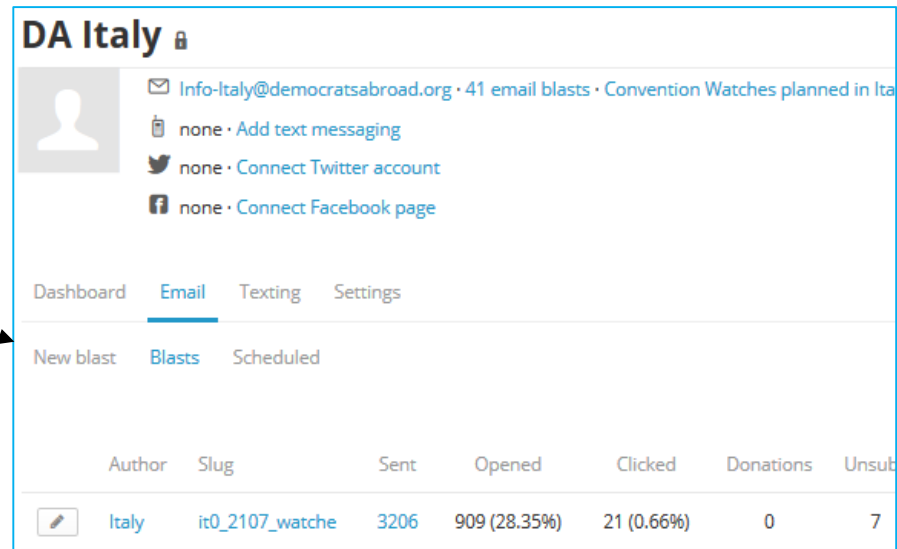 DA Italy
Info-Italy@democratsabroad.org · 41 email blasts · Convention Watches planned in Ita
none · Add text messaging
none · Connect Twitter account
none · Connect Facebook page
Dashboard Email Texting Settings
New blast Blasts Scheduled
Author Slug Sent Opened Clicked Donations Unsub
Italy it0_2107_watche 3206 909 (28.35%) 21 (0.66%) 0 7